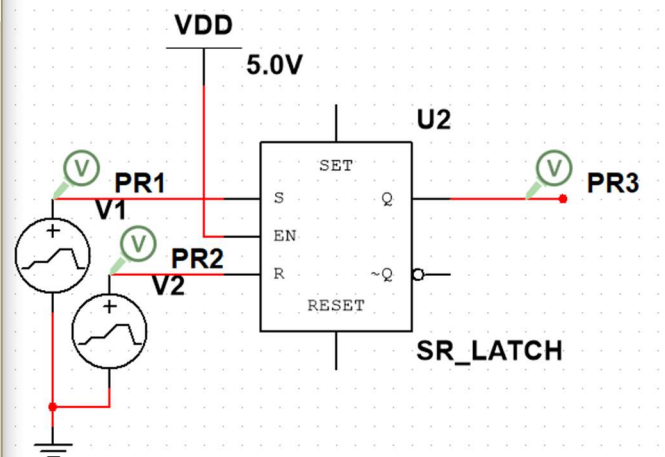 VDD
5.0V
U2
SET
V
PR1
V
PR3
V1
S
Q
V
PR2
EN
V2
R
~Q
RESET
SR_LATCH
+
+